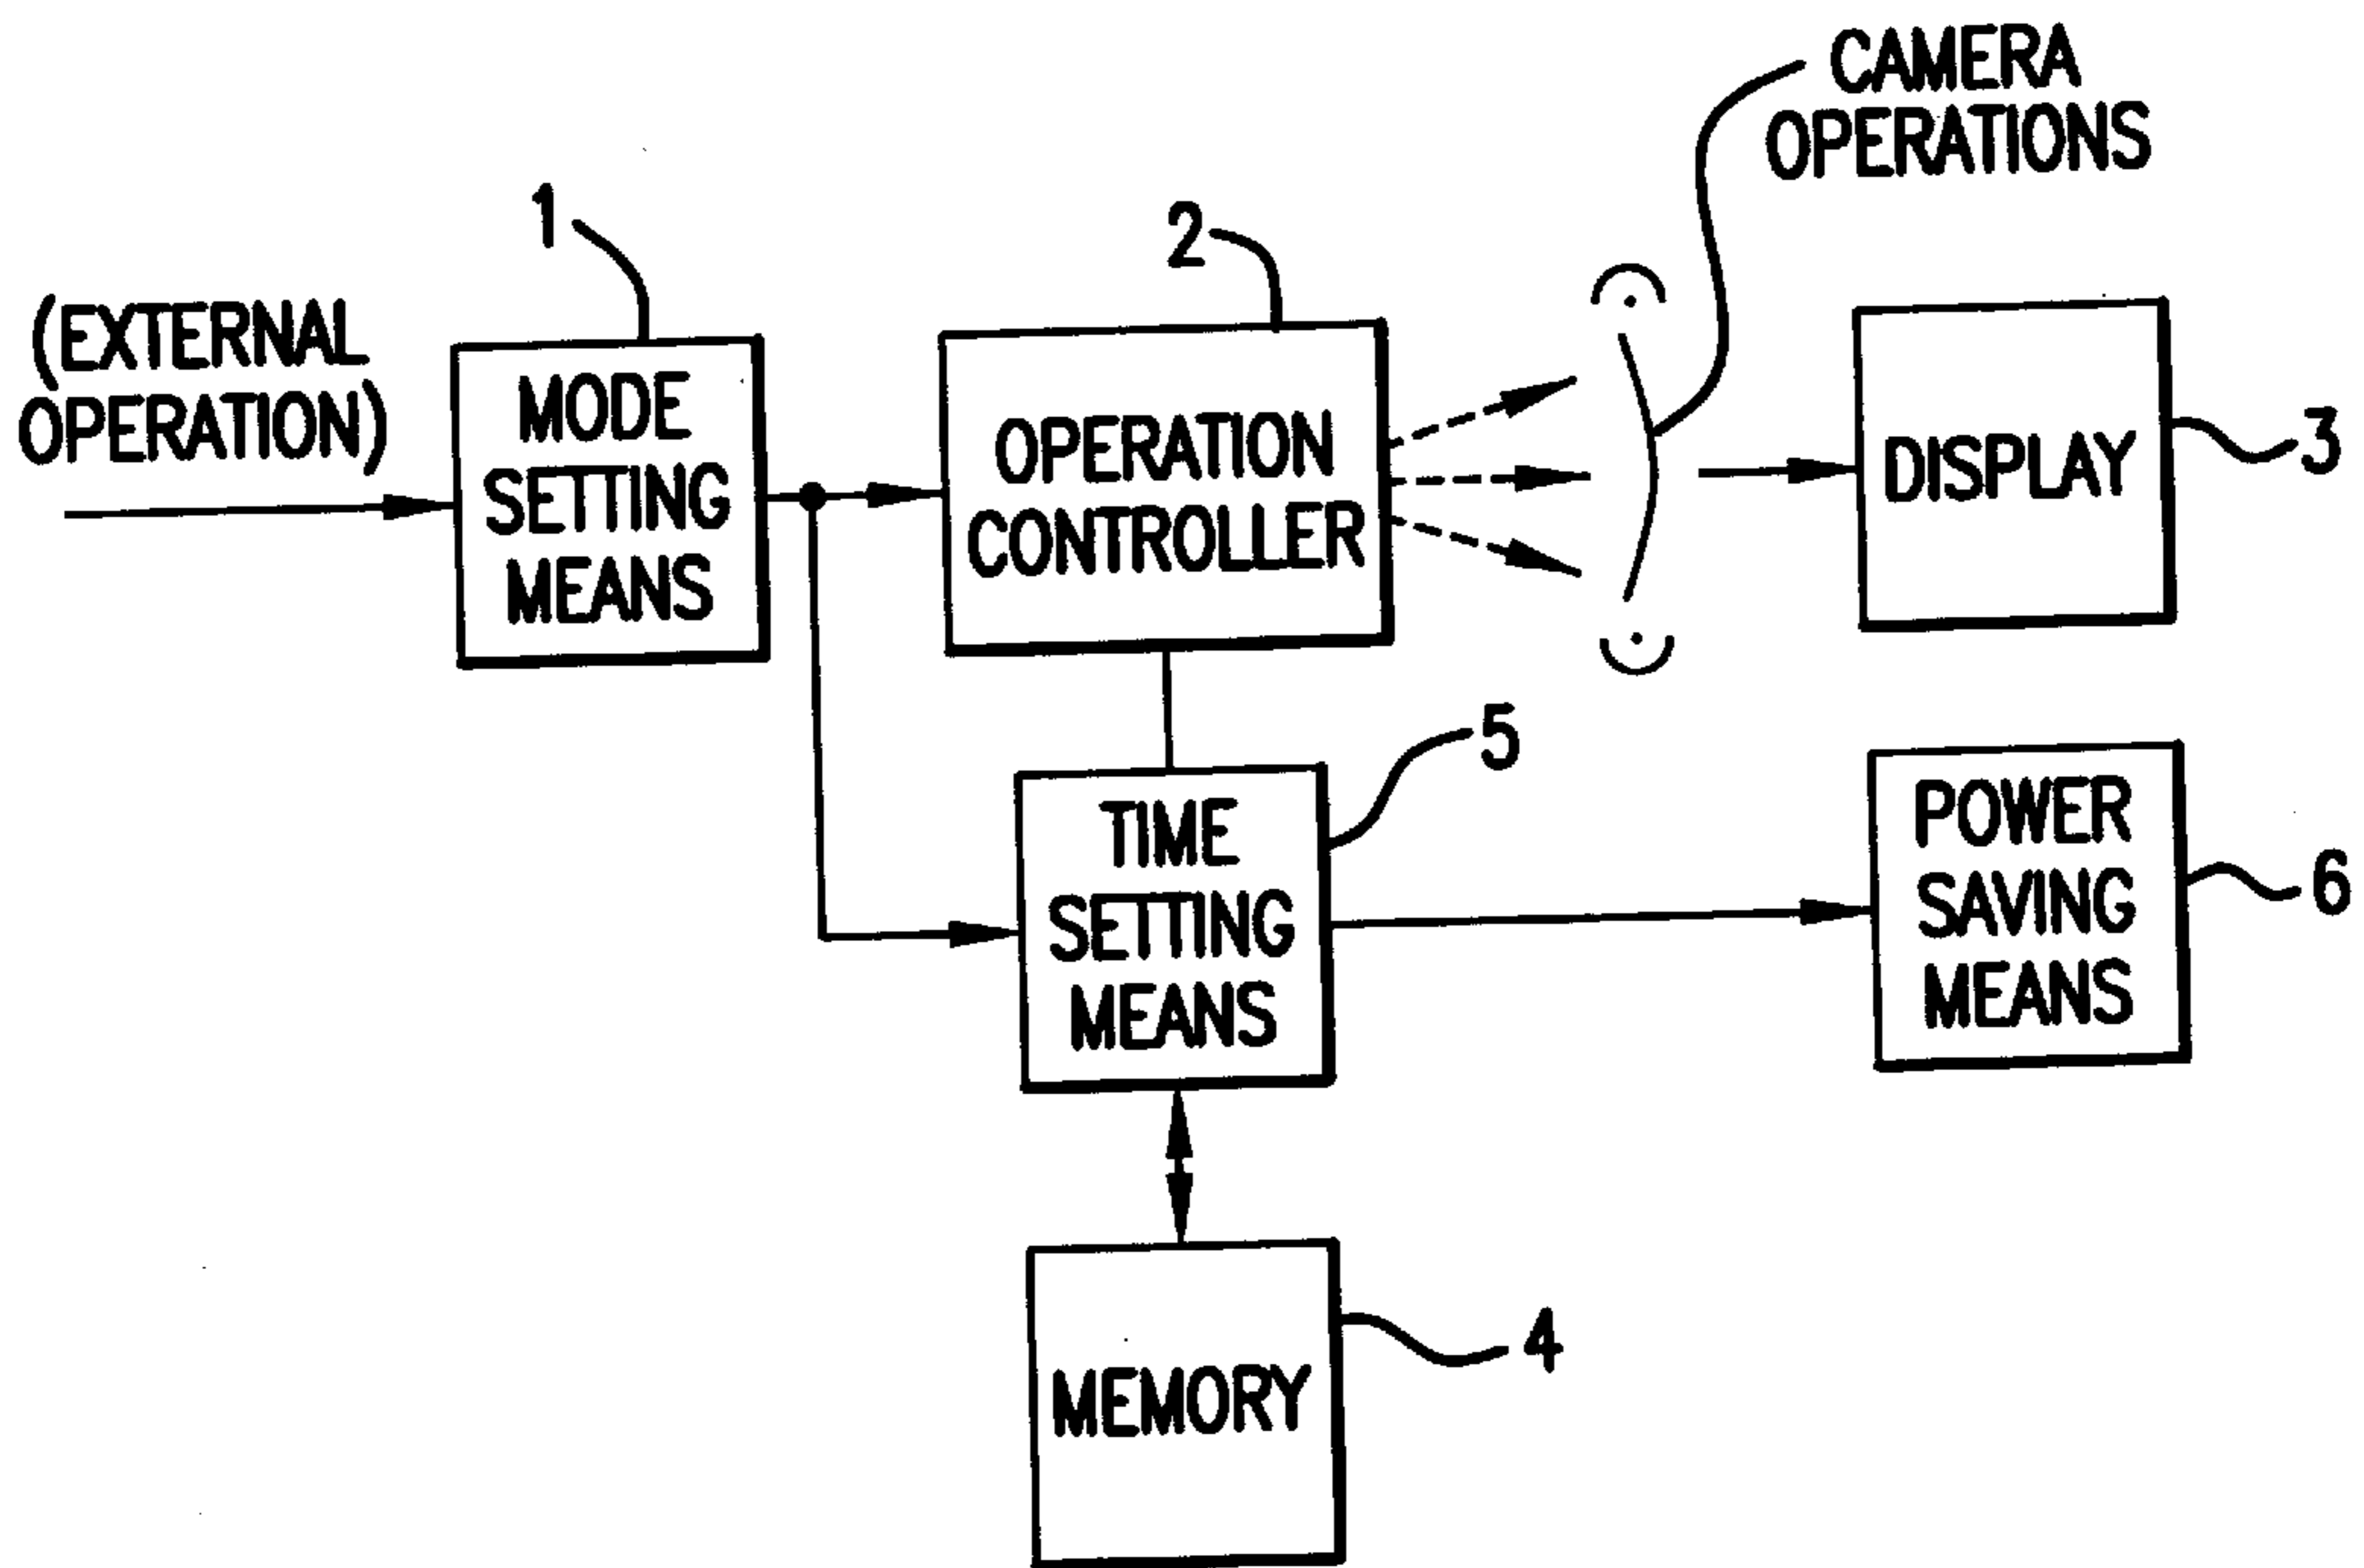 CAMERA
OPERATIONS
1
2
(EXTERNAL
OPERATION)
MODE
SETTING
MEANS
OPERATION
CONTROLLER
DISPLAY
3
5
TIME
SETTING
MEANS
POWER
SAVING
MEANS
6
4
MEMORY